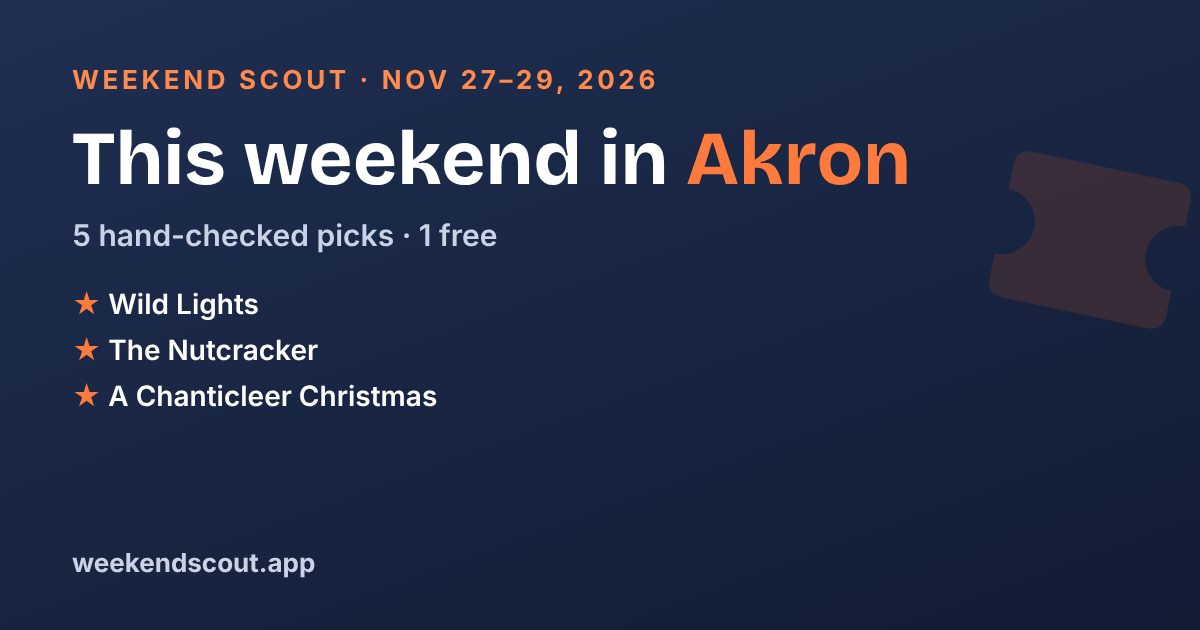 WEEKEND SCOUT · NOV 27–29, 2026
This weekend in Akron
5 hand-checked picks · 1 free
★ Wild Lights
★ The Nutcracker
★ A Chanticleer Christmas
weekendscout.app